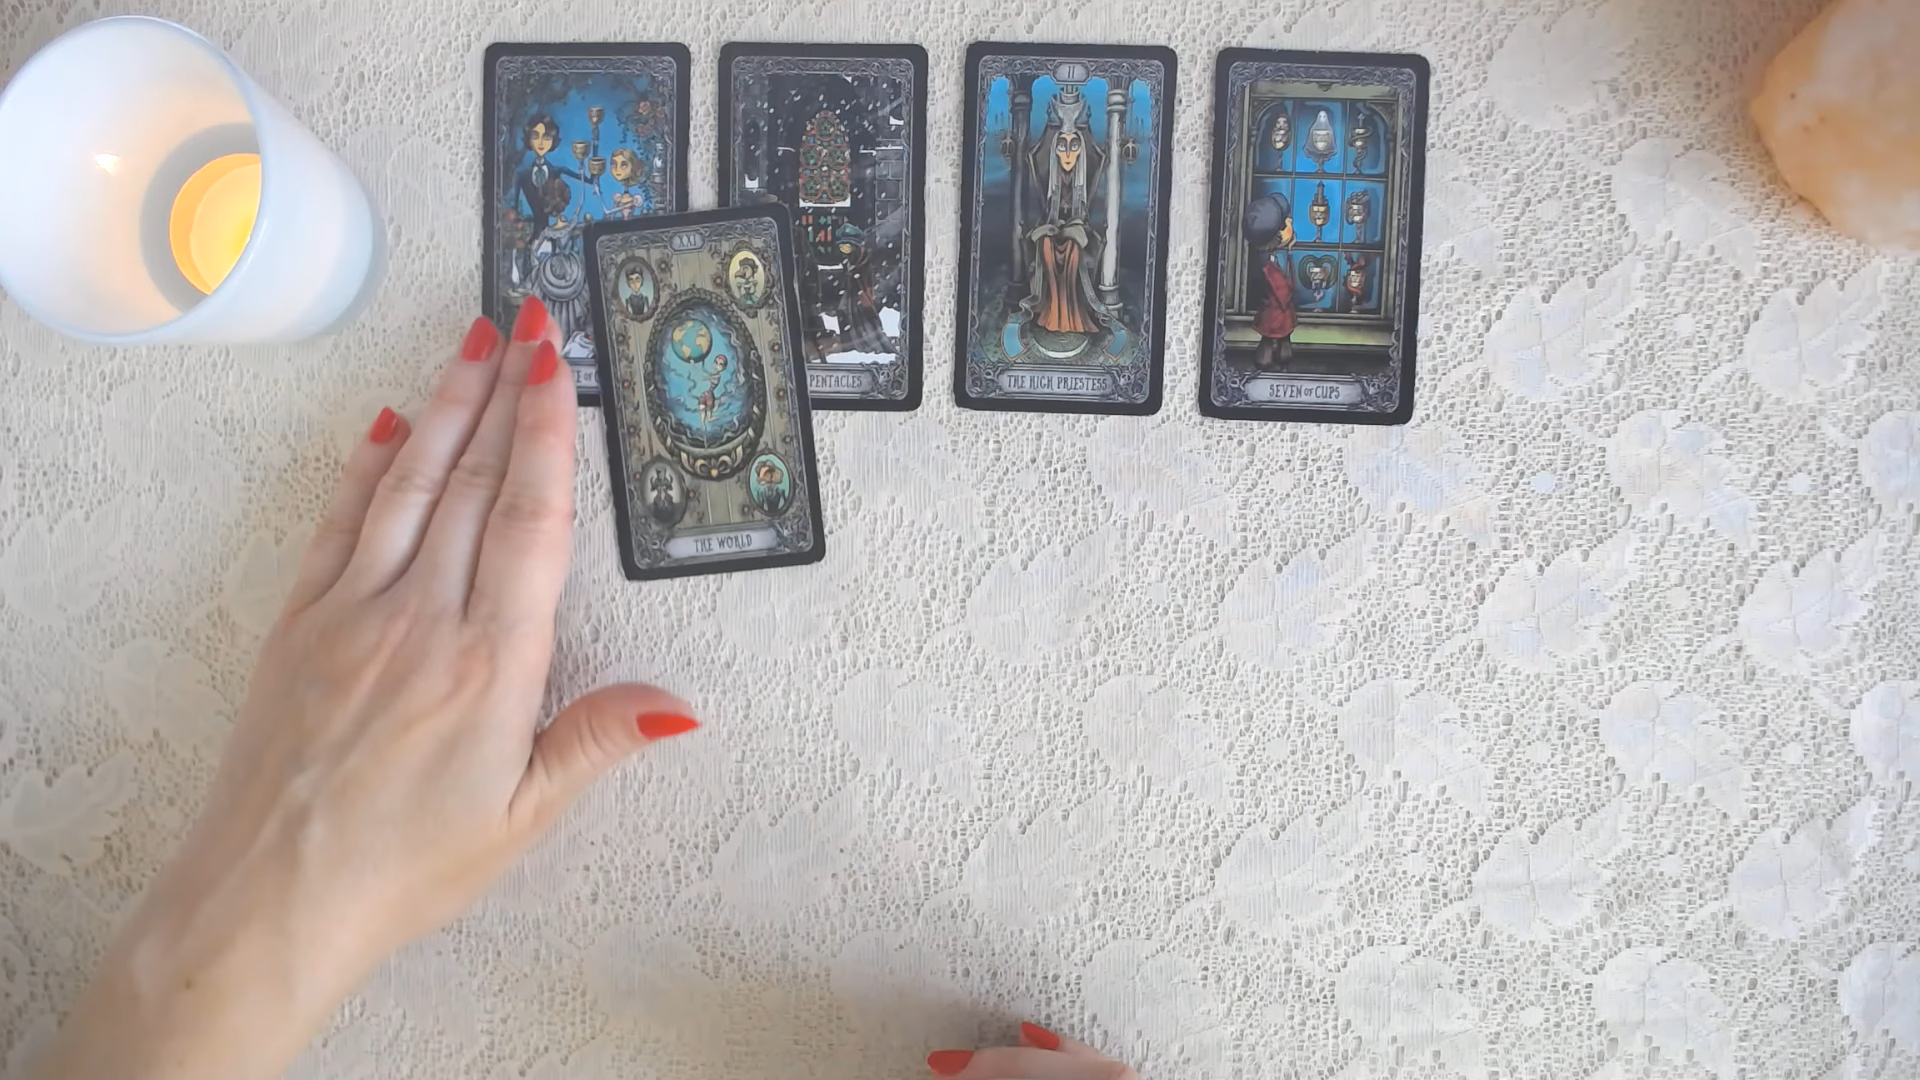 II
XXI
PENTACLES
THE HIGH PRIESTESS
SEVEN OF CUPS
THE WORLD